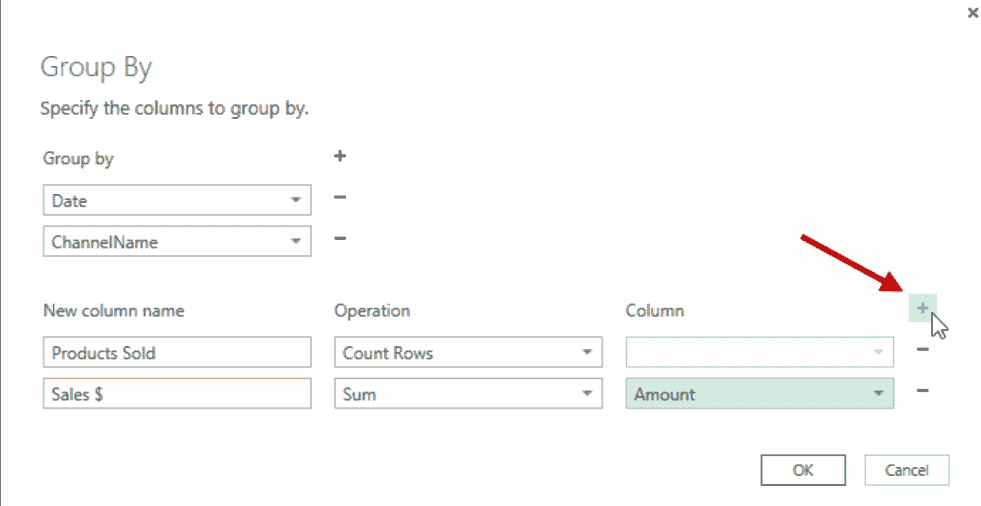 Group By
Specify the columns to group by.
Group by
Date
ChannelName
New column name Operation Column
Products Sold Count Rows
Sales $ Sum Amount
OK Cancel